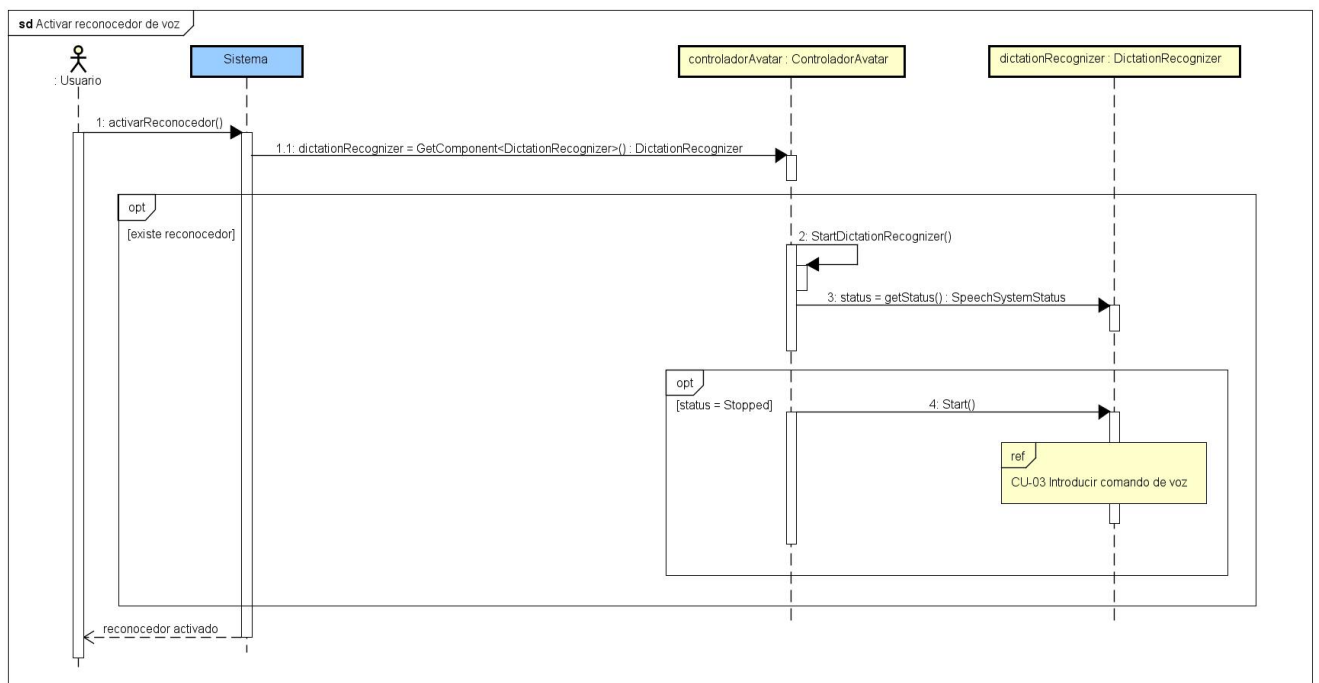 sd Activar reconocedor de voz
: Usuario
Sistema
controladorAvatar : ControladorAvatar
dictationRecognizer : DictationRecognizer
1: activarReconocedor()
1.1: dictationRecognizer = GetComponent<DictationRecognizer>() : DictationRecognizer
opt
[existe reconocedor]
2: StartDictationRecognizer()
3: status = getStatus() : SpeechSystemStatus
opt
[status = Stopped]
4: Start()
ref
CU-03 Introducir comando de voz
reconocedor activado